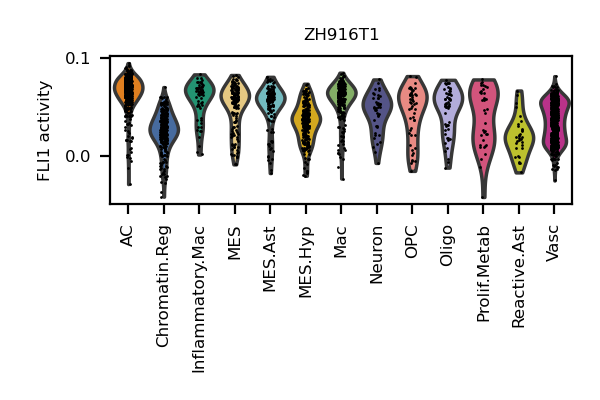 ZH916T1
FLI1 activity
0.1
0.0
AC
Chromatin.Reg
Inflammatory.Mac
MES
MES.Ast
MES.Hyp
Mac
Neuron
OPC
Oligo
Prolif.Metab
Reactive.Ast
Vasc